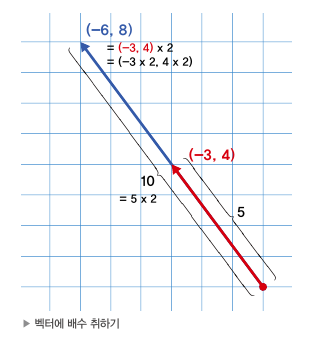 (−6, 8)
= (−3, 4) x 2
= (−3 x 2, 4 x 2)
(−3, 4)
10
= 5 x 2
5
▶ 벡터에 배수 취하기